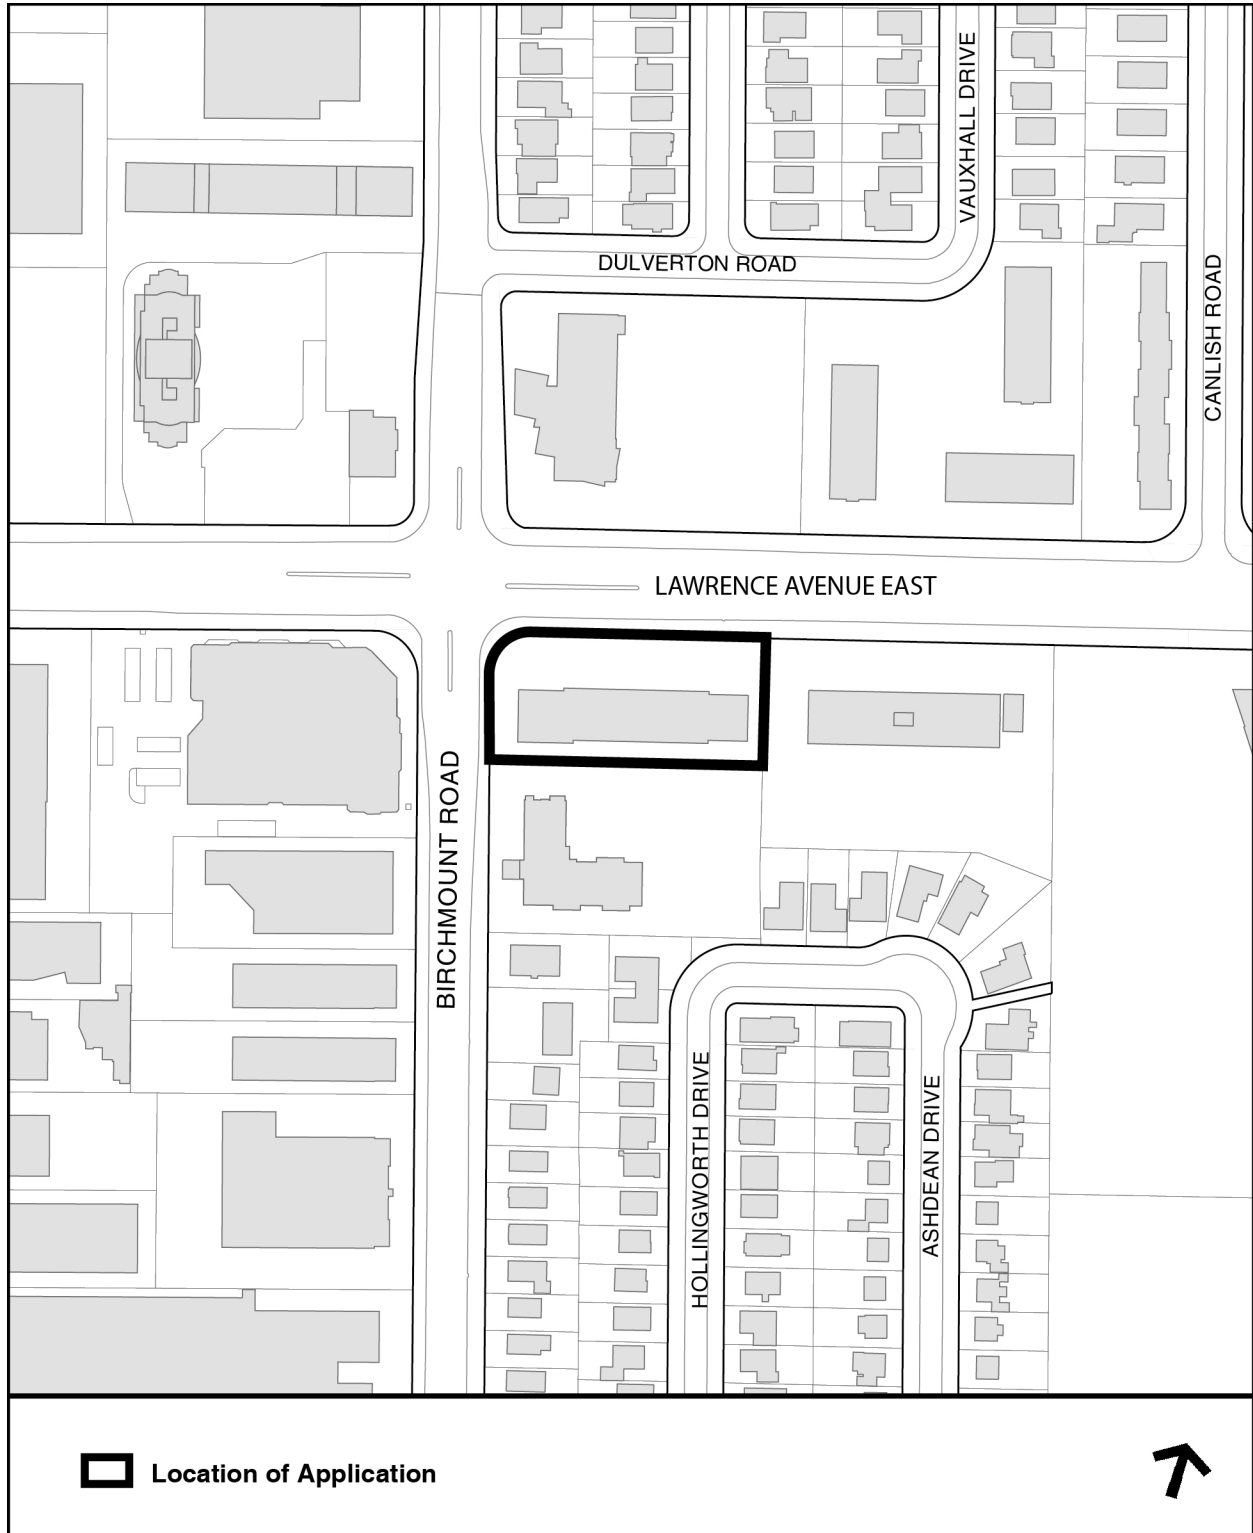 VAUXHALL DRIVE
DULVERTON ROAD
CANLISH ROAD
LAWRENCE AVENUE EAST
BIRCHMOUNT ROAD
HOLLINGWORTH DRIVE
ASHDEAN DRIVE
Location of Application